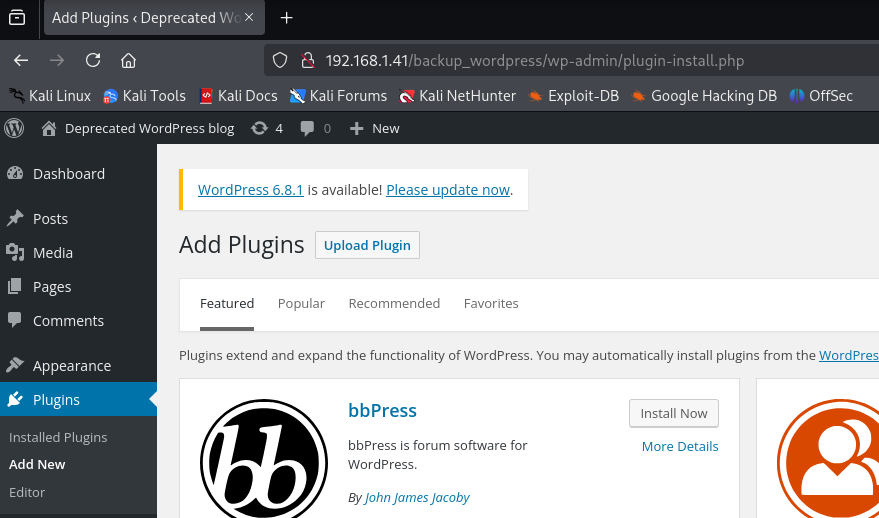 Add Plugins ‹ Deprecated Wo
192.168.1.41/backup_wordpress/wp-admin/plugin-install.php
Kali Linux Kali Tools Kali Docs Kali Forums Kali NetHunter Exploit-DB Google Hacking DB OffSec
Deprecated WordPress blog 4 0 New
Dashboard
Posts
Media
Pages
Comments
Appearance
Plugins
Installed Plugins
Add New
Editor
WordPress 6.8.1 is available! Please update now.
Add Plugins Upload Plugin
Featured Popular Recommended Favorites
Plugins extend and expand the functionality of WordPress. You may automatically install plugins from the WordPres
bb
bbPress
Install Now
More Details
bbPress is forum software for
WordPress.
By John James Jacoby